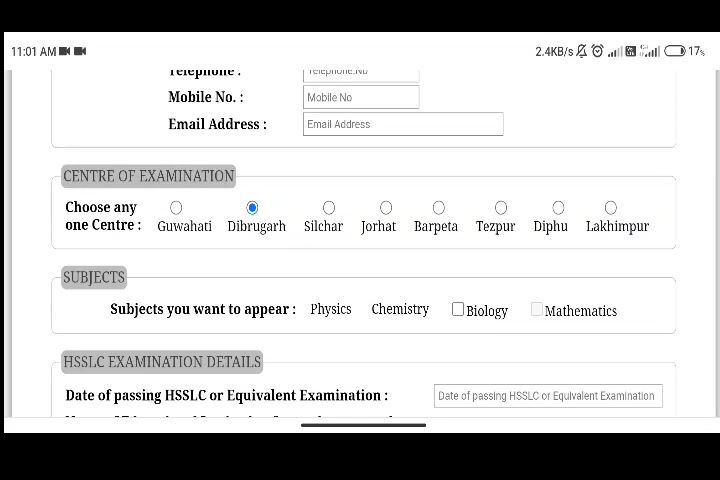 11:01 AM 2.4KB/s 17%
Telephone : Telephone.No
Mobile No. : Mobile No
Email Address : Email Address
CENTRE OF EXAMINATION
Choose any
one Centre : Guwahati Dibrugarh Silchar Jorhat Barpeta Tezpur Diphu Lakhimpur
SUBJECTS
Subjects you want to appear : Physics Chemistry Biology Mathematics
HSSLC EXAMINATION DETAILS
Date of passing HSSLC or Equivalent Examination : Date of passing HSSLC or Equivalent Examination